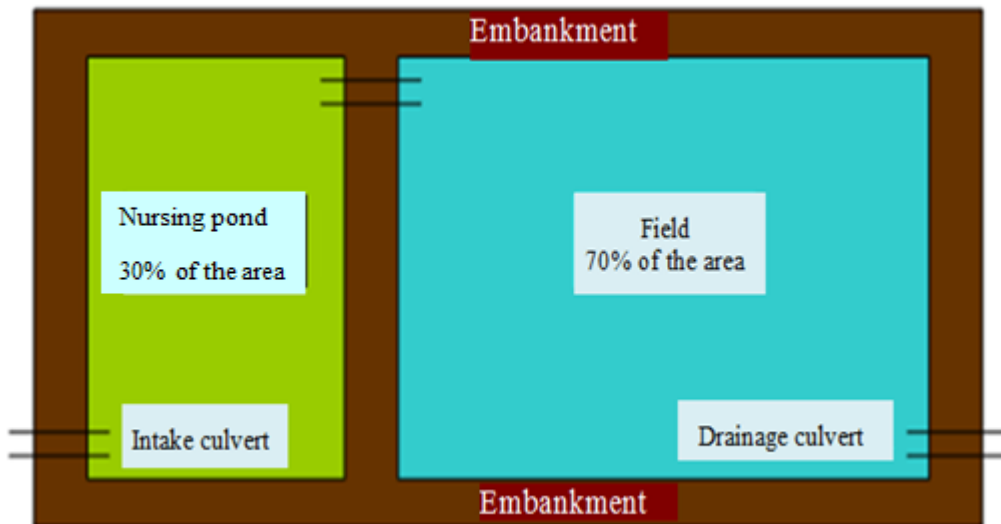 Embankment
Nursing pond
30% of the area
Field
70% of the area
Intake culvert
Drainage culvert
Embankment